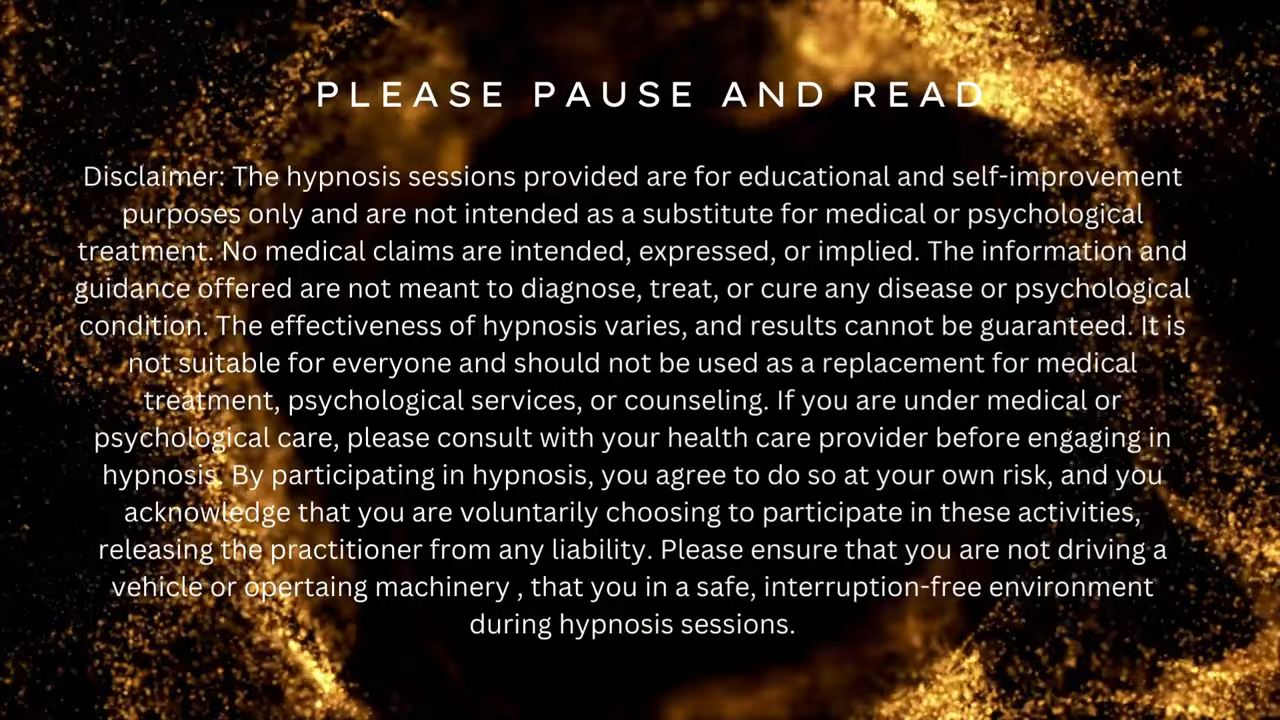 PLEASE PAUSE AND READ
Disclaimer: The hypnosis sessions provided are for educational and self-improvement
purposes only and are not intended as a substitute for medical or psychological
treatment. No medical claims are intended, expressed, or implied. The information and
guidance offered are not meant to diagnose, treat, or cure any disease or psychological
condition. The effectiveness of hypnosis varies, and results cannot be guaranteed. It is
not suitable for everyone and should not be used as a replacement for medical
treatment, psychological services, or counseling. If you are under medical or
psychological care, please consult with your health care provider before engaging in
hypnosis. By participating in hypnosis, you agree to do so at your own risk, and you
acknowledge that you are voluntarily choosing to participate in these activities,
releasing the practitioner from any liability. Please ensure that you are not driving a
vehicle or opertaing machinery , that you in a safe, interruption-free environment
during hypnosis sessions.